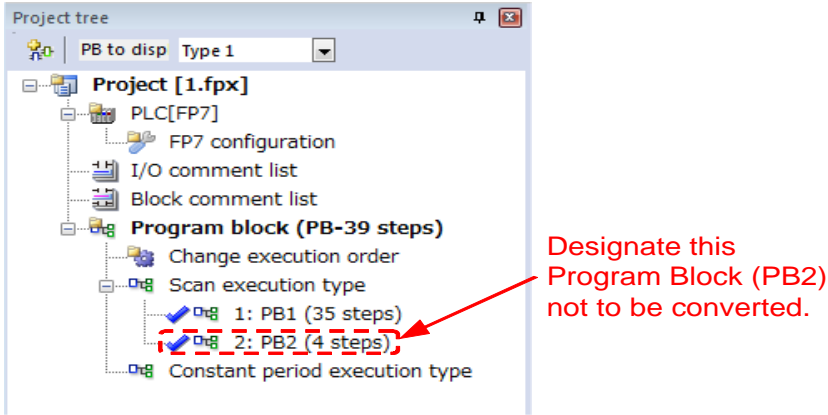 Project tree
PB to disp Type 1
Project [1.fpx]
PLC[FP7]
FP7 configuration
I/O comment list
Block comment list
Program block (PB-39 steps)
Change execution order
Scan execution type
1: PB1 (35 steps)
2: PB2 (4 steps)
Constant period execution type
Designate this
Program Block (PB2)
not to be converted.